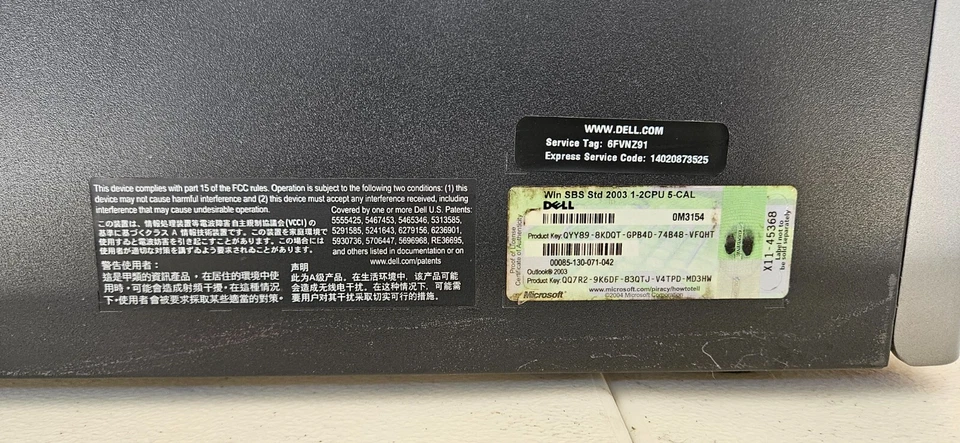 WWW.DELL.COM
Service Tag: 6FVNZ91
Express Service Code: 14020873525
This device complies with part 15 of the FCC rules. Operation is subject to the following two conditions: (1) this
device may not cause harmful interference and (2) this device must accept any interference received, including
interference that may cause undesirable operation.
この装置は、情報処理装置等電波障害自主規制協議会(VCCI)の
基準に基づくクラス A 情報技術装置です。この装置を家庭環境で
使用すると電波妨害を引き起こすことがあります。この場合には
使用者が適切な対策を講ずるよう要求されることがあります。
Covered by one or more Dell U.S. Patents:
5555425, 5467453, 5465346, 5313585,
5291585, 5241643, 6279156, 6236901,
5930736, 5706447, 5696968, RE36695,
and others listed in documentation or on
www.dell.com/patents
警告使用者：
這是甲類的資訊產品，在居住的環境中使
用時，可能會造成射頻干擾，在這種情況
下，使用者會被要求採取某些適當的對策。
声明
此为A级产品，在生活环境中，该产品可能
会造成无线电干扰，在这种情况下，可能需
要用户对其干扰采取切实可行的措施。
Win SBS Std 2003 1-2CPU 5-CAL
DELL
0M3154
Product Key: QYY89-8KDQT-GPB4D-74B4B-VFQHT
00085-130-071-042
Outlook® 2003
Product Key: QQ7R2-9K6DF-83QTJ-V4TPD-MD3HW
www.microsoft.com/piracy/howtotell
Microsoft
©2004 Microsoft Corporation
Proof of License
Certificate of Authenticity
X11-45368
Label not to
be sold separately